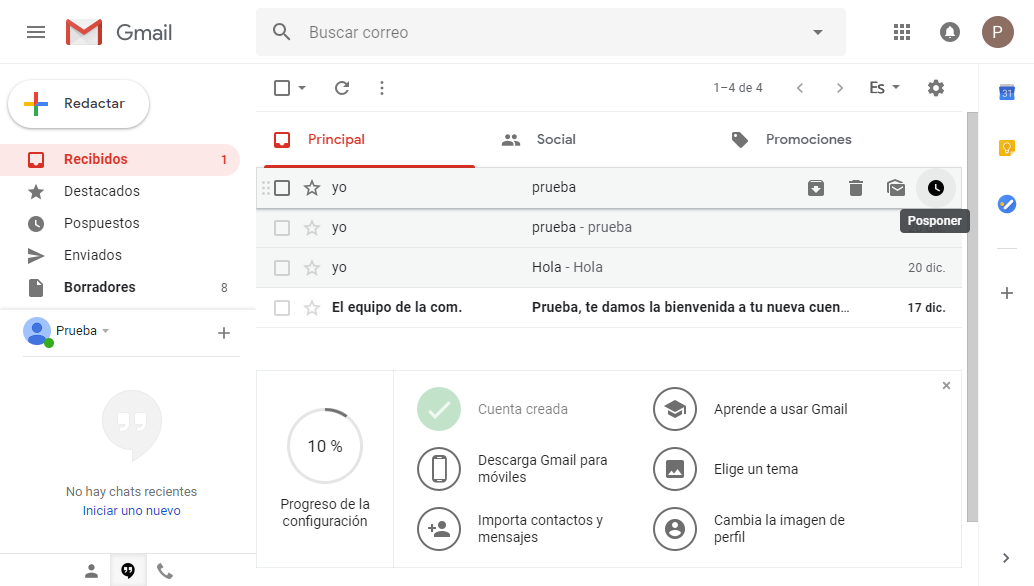 Gmail
Buscar correo
P
Redactar
1–4 de 4
Es
31
Recibidos 1
Destacados
Pospuestos
Enviados
Borradores 8
Prueba
No hay chats recientes
Iniciar uno nuevo
Principal
Social
Promociones
yo prueba
Posponer
yo prueba - prueba
yo Hola - Hola 20 dic.
El equipo de la com. Prueba, te damos la bienvenida a tu nueva cuen… 17 dic.
10 %
Progreso de la
configuración
Cuenta creada
Descarga Gmail para
móviles
Importa contactos y
mensajes
Aprende a usar Gmail
Elige un tema
Cambia la imagen de
perfil